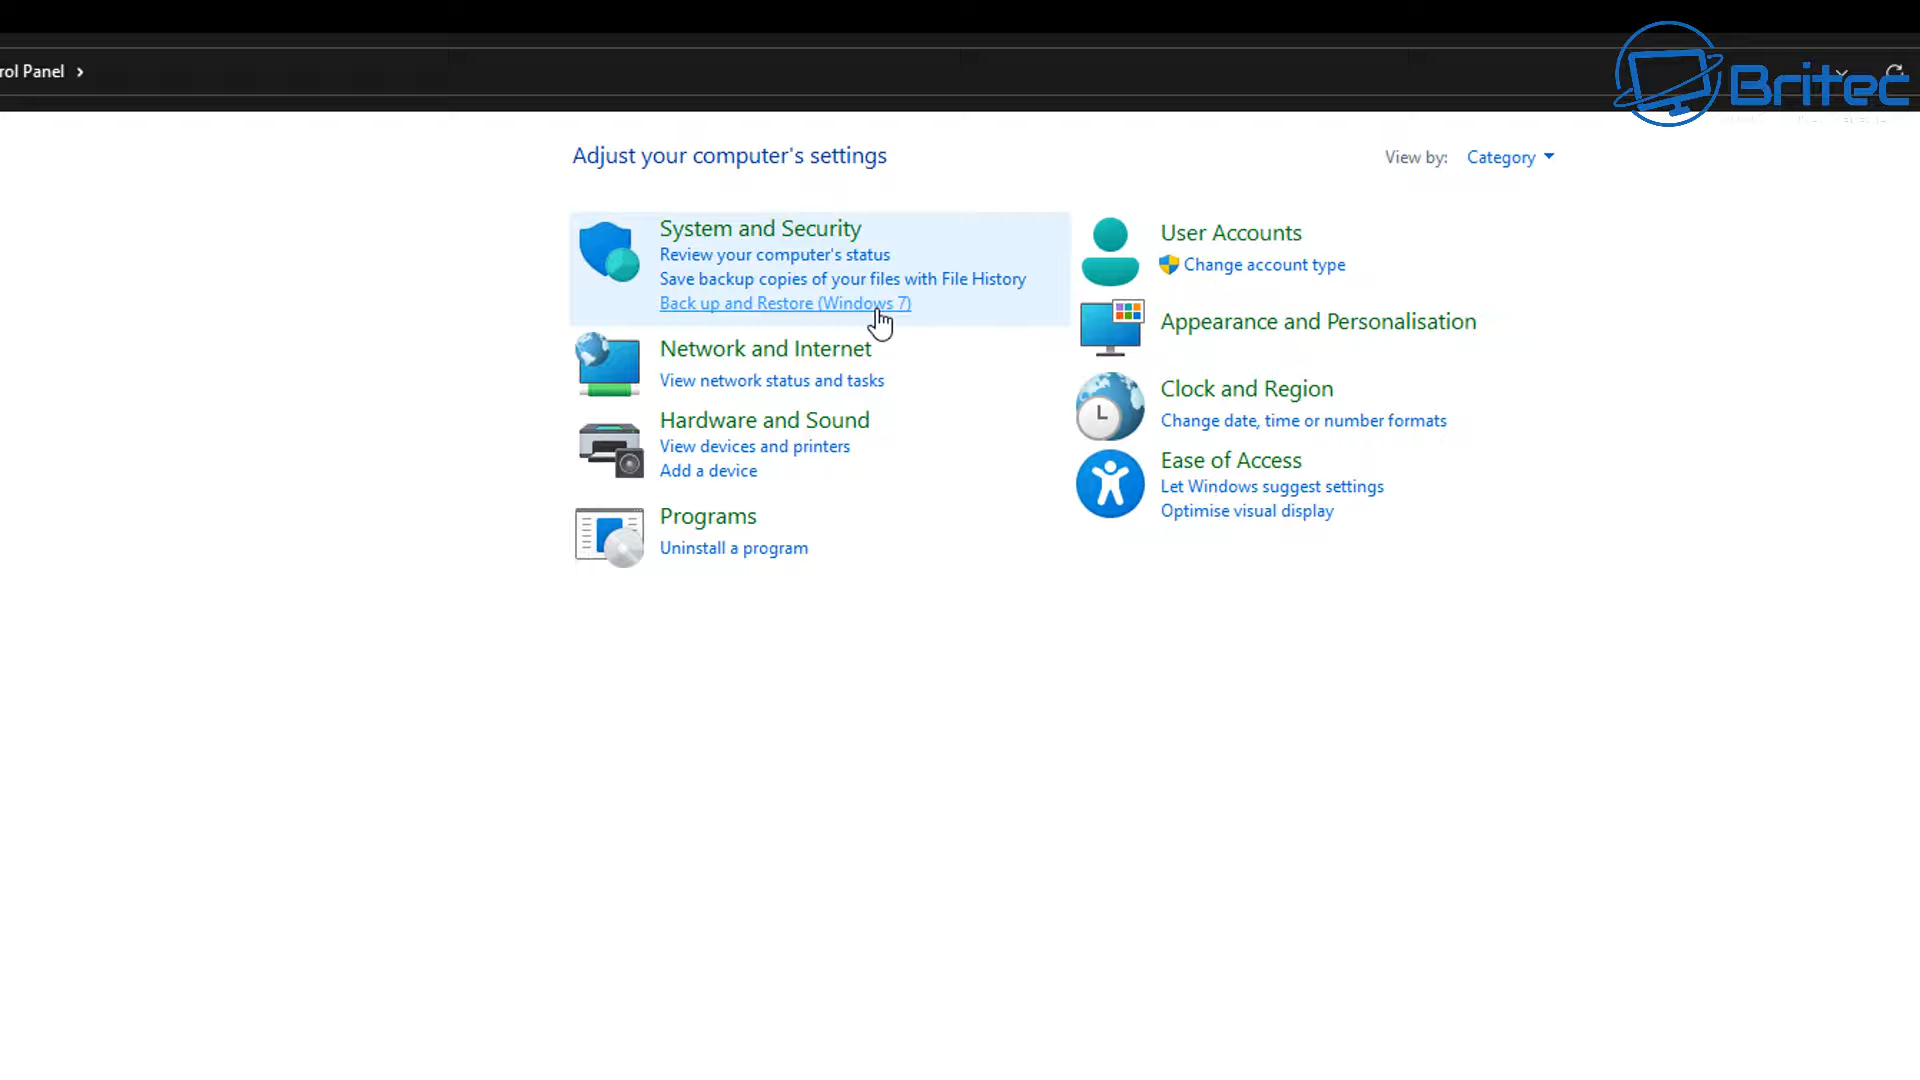 rol Panel
Britec
Adjust your computer's settings
View by: Category
System and Security
Review your computer's status
Save backup copies of your files with File History
Back up and Restore (Windows 7)
Network and Internet
View network status and tasks
Hardware and Sound
View devices and printers
Add a device
Programs
Uninstall a program
User Accounts
Change account type
Appearance and Personalisation
Clock and Region
Change date, time or number formats
Ease of Access
Let Windows suggest settings
Optimise visual display